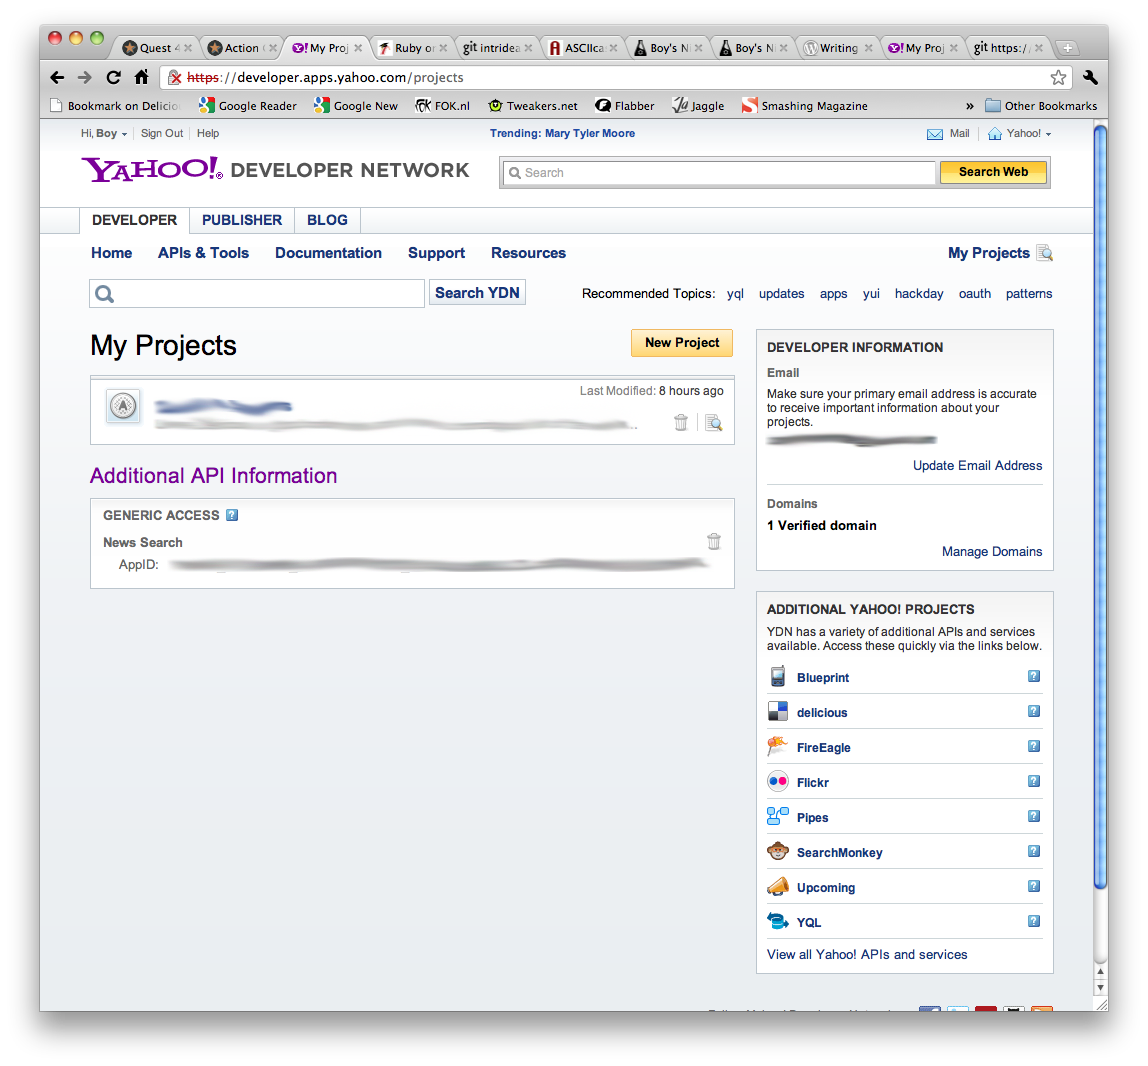 Quest 4
Action
My Proj
Ruby or
git intridea
ASCIIca
Boy's N
Boy's N
Writing
My Proj
git https:/
https://developer.apps.yahoo.com/projects
Bookmark on Delicio
Google Reader
Google New
FOK.nl
Tweakers.net
Flabber
Jaggle
Smashing Magazine
»
Other Bookmarks
Hi, Boy
Sign Out
Help
Trending: Mary Tyler Moore
Mail
Yahoo!
YAHOO! DEVELOPER NETWORK
Search
Search Web
DEVELOPER
PUBLISHER
BLOG
Home
APIs & Tools
Documentation
Support
Resources
My Projects
Search YDN
Recommended Topics: yql updates apps yui hackday oauth patterns
My Projects
New Project
Last Modified: 8 hours ago
...
Additional API Information
GENERIC ACCESS ?
News Search
AppID:
DEVELOPER INFORMATION
Email
Make sure your primary email address is accurate
to receive important information about your
projects.
Update Email Address
Domains
1 Verified domain
Manage Domains
ADDITIONAL YAHOO! PROJECTS
YDN has a variety of additional APIs and services
available. Access these quickly via the links below.
Blueprint ?
delicious ?
FireEagle ?
Flickr ?
Pipes ?
SearchMonkey ?
Upcoming ?
YQL ?
View all Yahoo! APIs and services